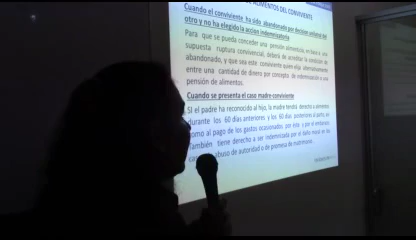 ALIMENTOS DEL CONVIVIENTE
Cuando el conviviente ha sido abandonado por decisión unilateral del
otro y no ha elegido la acción indemnizatoria
Para que se pueda conceder una pensión alimenticia, en base a una
supuesta ruptura convivencial, deberá de acreditar la condición de
abandonado, y que sea éste conviviente quien elija alternativamente
entre una cantidad de dinero por concepto de indemnización o una
pensión de alimentos.
Cuando se presenta el caso madre conviviente
Si el padre ha reconocido al hijo, la madre tendrá derecho a alimentos
durante los 60 días anteriores y los 60 días posteriores al parto, así
como al pago de los gastos ocasionados por éste y por el embarazo.
También tiene derecho a ser indemnizada por el daño moral en los
abuso de autoridad o de promesa de matrimonio.